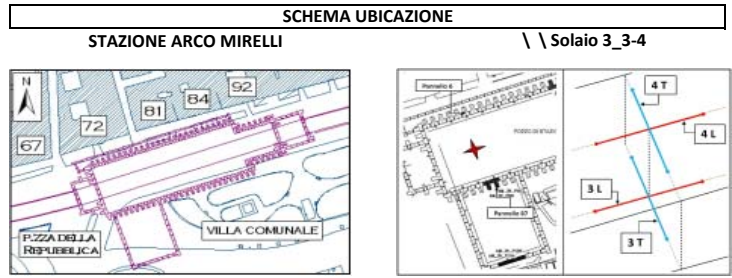 SCHEMA UBICAZIONE
STAZIONE ARCO MIRELLI
\ \ Solaio 3_3-4
N
67
72
81
84
92
P.ZZA DELLA
REPUBBLICA
VILLA COMUNALE
Pannello 6
Pannello 67
4 T
4 L
3 L
3 T